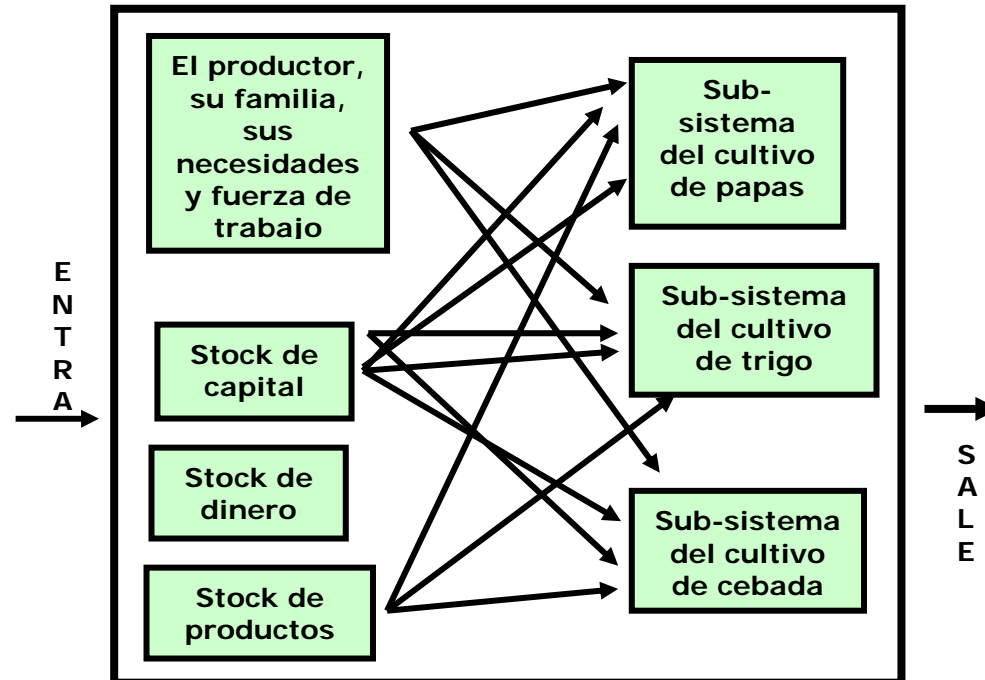 El productor,
su familia,
sus
necesidades
y fuerza de
trabajo
Sub-
sistema
del cultivo
de papas
E
N
T
R
A
Stock de
capital
Sub-sistema
del cultivo
de trigo
Stock de
dinero
Stock de
productos
Sub-sistema
del cultivo
de cebada
S
A
L
E